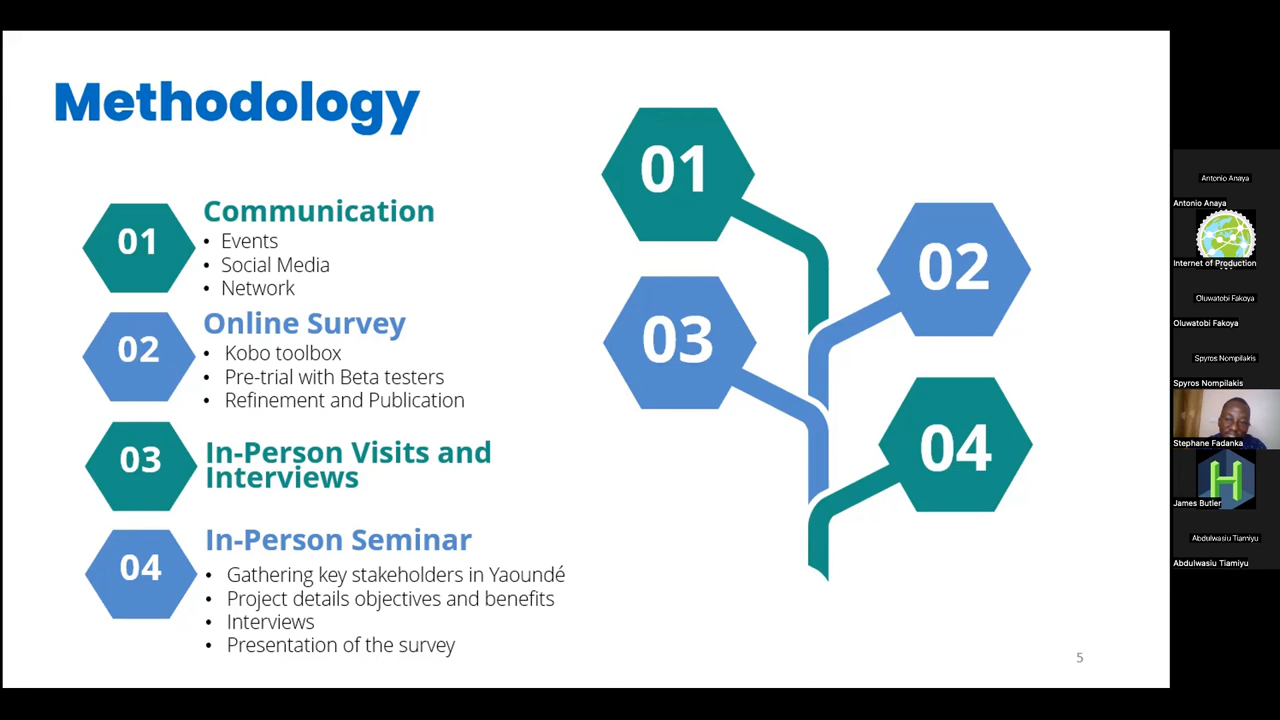 Methodology
01
Communication
• Events
• Social Media
• Network
02
Online Survey
• Kobo toolbox
• Pre-trial with Beta testers
• Refinement and Publication
03
In-Person Visits and
Interviews
04
In-Person Seminar
• Gathering key stakeholders in Yaoundé
• Project details objectives and benefits
• Interviews
• Presentation of the survey
01
02
03
04
5
Antonio Anaya
Antonio Anaya
Internet of Production
Oluwatobi Fakoya
Oluwatobi Fakoya
Spyros Nompilakis
Spyros Nompilakis
Stephane Fadanka
H
James Butler
Abdulwasiu Tiamiyu
Abdulwasiu Tiamiyu